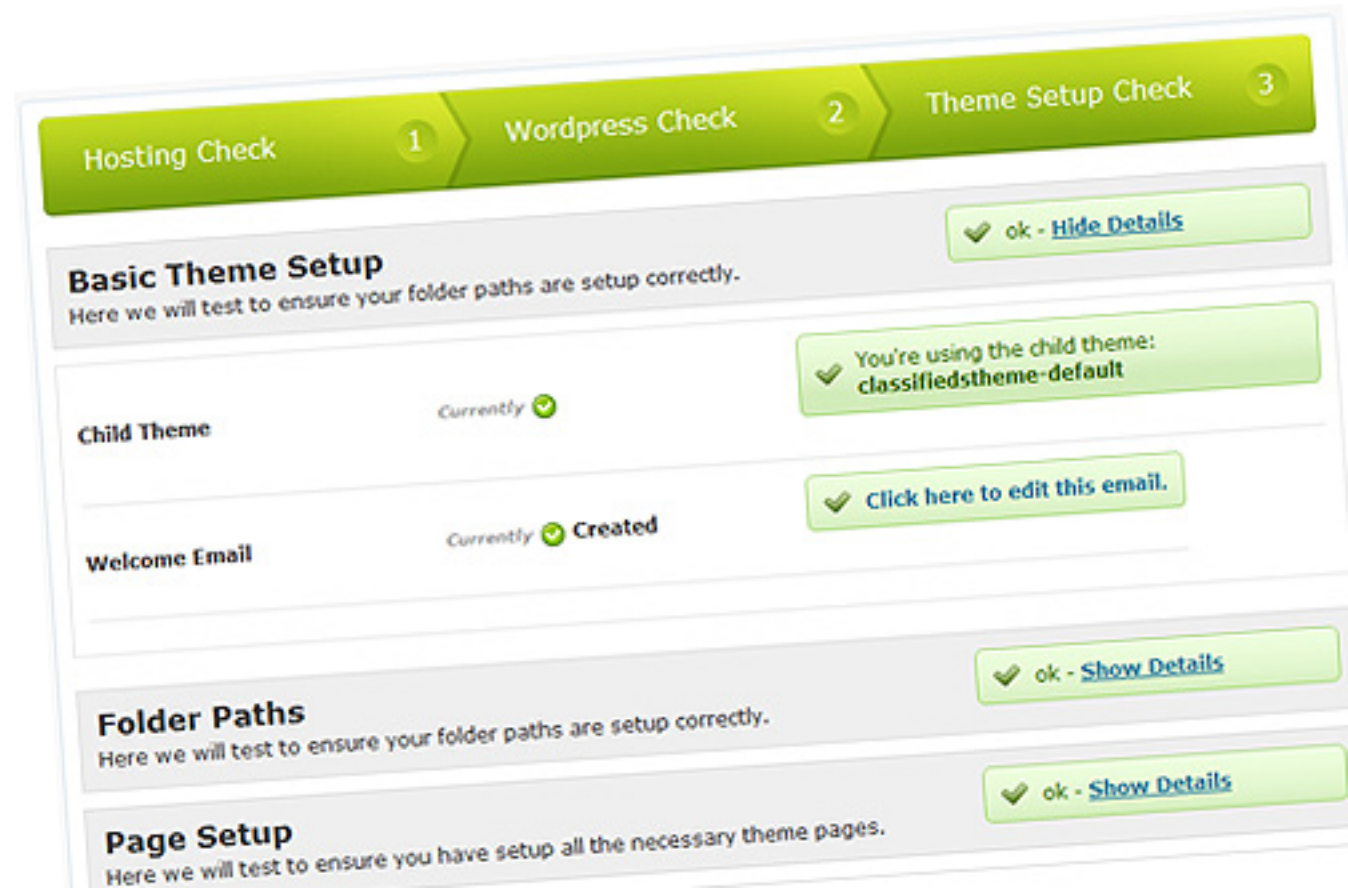 Hosting Check 1 Wordpress Check 2 Theme Setup Check 3
Basic Theme Setup
Here we will test to ensure your folder paths are setup correctly.
ok - Hide Details
Child Theme
Currently
You're using the child theme:
classifiedstheme-default
Welcome Email
Currently Created
Click here to edit this email.
Folder Paths
Here we will test to ensure your folder paths are setup correctly.
ok - Show Details
Page Setup
Here we will test to ensure you have setup all the necessary theme pages.
ok - Show Details